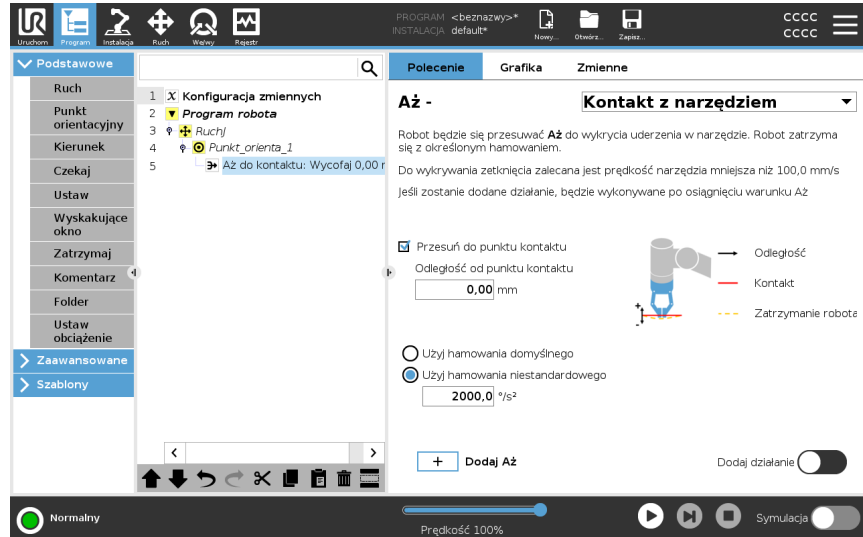 UR
Uruchom
Program
Instalacja
Ruch
We/wy
Rejestr
PROGRAM <beznazwy>*
INSTALACJA default*
Nowy...
Otwórz...
Zapisz...
cccc
cccc
Podstawowe
Ruch
Punkt
orientacyjny
Kierunek
Czekaj
Ustaw
Wyskakujące
okno
Zatrzymaj
Komentarz
Folder
Ustaw
obciążenie
Zaawansowane
Szablony
1 X Konfiguracja zmiennych
2 Program robota
3 RuchJ
4 Punkt_orienta_1
5 Aż do kontaktu: Wycofaj 0,00 r
Polecenie Grafika Zmienne
Aż -
Kontakt z narzędziem
Robot będzie się przesuwać Aż do wykrycia uderzenia w narzędzie. Robot zatrzyma
się z określonym hamowaniem.
Do wykrywania zetknięcia zalecana jest prędkość narzędzia mniejsza niż 100,0 mm/s
Jeśli zostanie dodane działanie, będzie wykonywane po osiągnięciu warunku Aż
Przesuń do punktu kontaktu
Odległość od punktu kontaktu
0,00 mm
Odległość
Kontakt
Zatrzymanie robota
+
-
Użyj hamowania domyślnego
Użyj hamowania niestandardowego
2000,0 °/s²
+ Dodaj Aż
Dodaj działanie
Normalny
Prędkość 100%
Symulacja